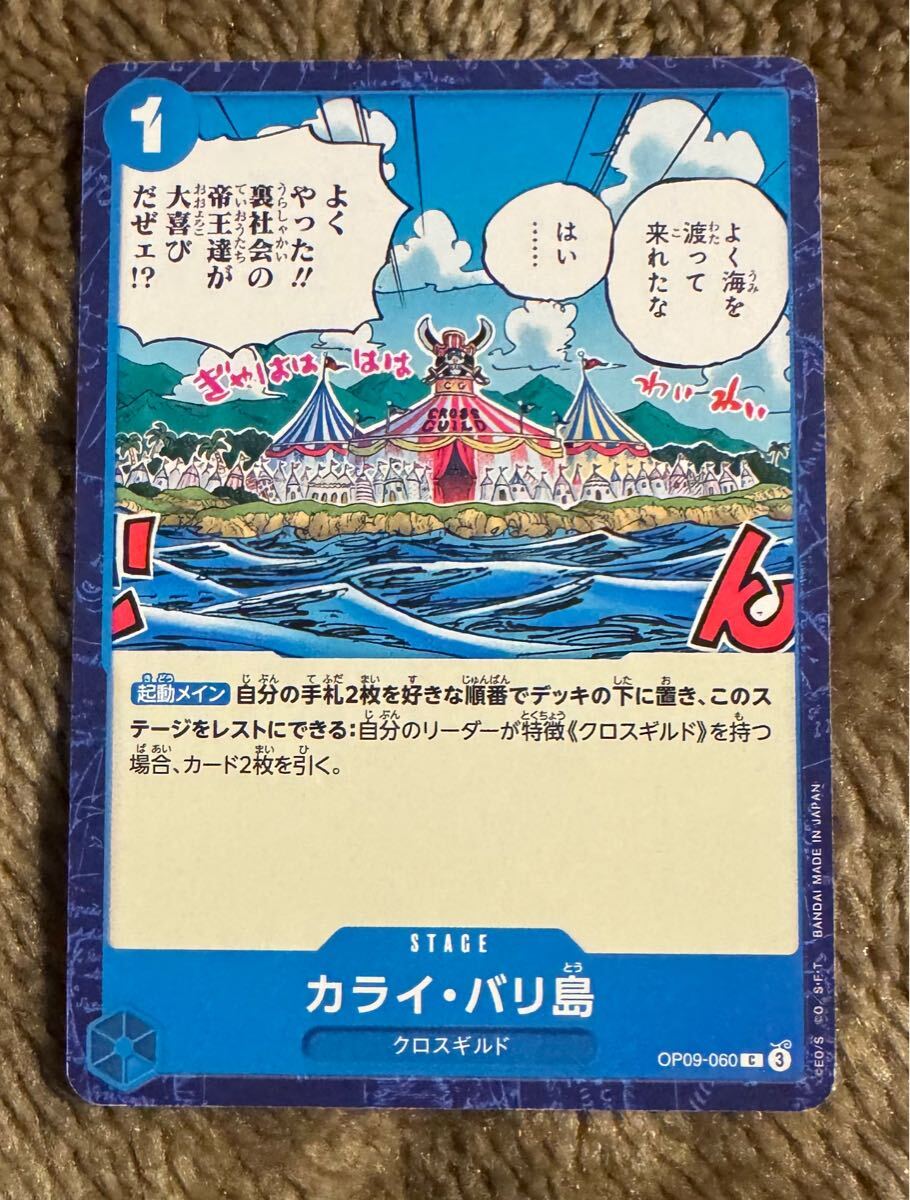 1
よく海を
渡って
来れたな
はい
……
よく
やった!!
裏社会の
帝王達が
大喜び
だぜェ!?
ぎゃははは はは
わいわい
CG
CROSS
GUILD
ん
起動メイン 自分の手札2枚を好きな順番でデッキの下に置き、このス
テージをレストにできる:自分のリーダーが特徴《クロスギルド》を持つ
場合、カード2枚を引く。
STAGE
カライ・バリ島
クロスギルド
OP09-060 C 3
©EO/S ©O/S・F・T BANDAI MADE IN JAPAN